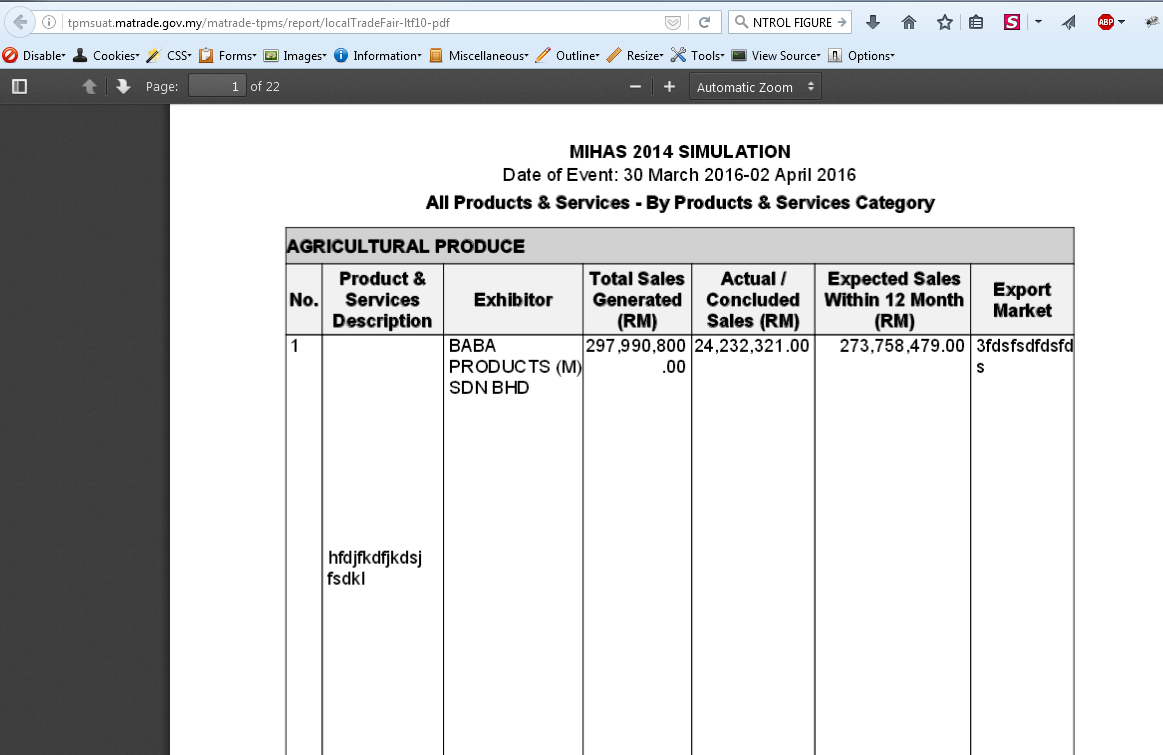 tpmsuat.matrade.gov.my/matrade-tpms/report/localTradeFair-ltf10-pdf
NTROL FIGURE
S
ABP
Disable
Cookies
CSS
Forms
Images
Information
Miscellaneous
Outline
Resize
Tools
View Source
Options
Page: 1 of 22
Automatic Zoom
MIHAS 2014 SIMULATION
Date of Event: 30 March 2016-02 April 2016
All Products & Services - By Products & Services Category
AGRICULTURAL PRODUCE
No.
Product &
Services
Description
Exhibitor
Total Sales
Generated
(RM)
Actual /
Concluded
Sales (RM)
Expected Sales
Within 12 Month
(RM)
Export
Market
1
hfdjfkdfjkdsj
fsdkl
BABA
PRODUCTS (M)
SDN BHD
297,990,800
.00
24,232,321.00
273,758,479.00
3fdsfsdfdsfd
s